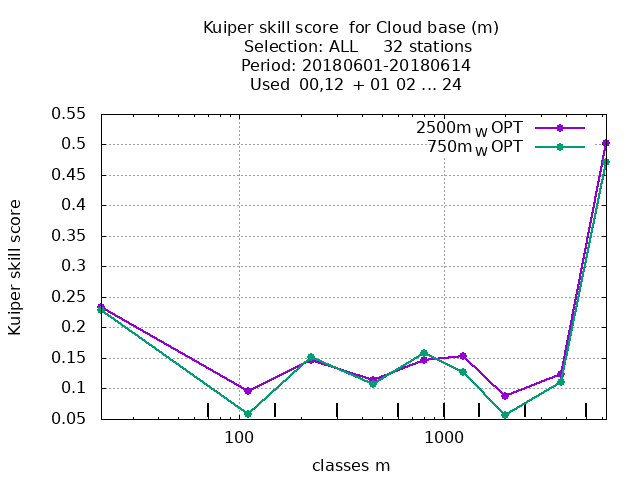 Kuiper skill score  for Cloud base (m)
Selection: ALL     32 stations
Period: 20180601-20180614
Used  00,12  + 01 02 ... 24
2500m W OPT
750m W OPT
0.55
0.5
0.45
0.4
0.35
0.3
0.25
0.2
0.15
0.1
0.05
Kuiper skill score
100
1000
classes m